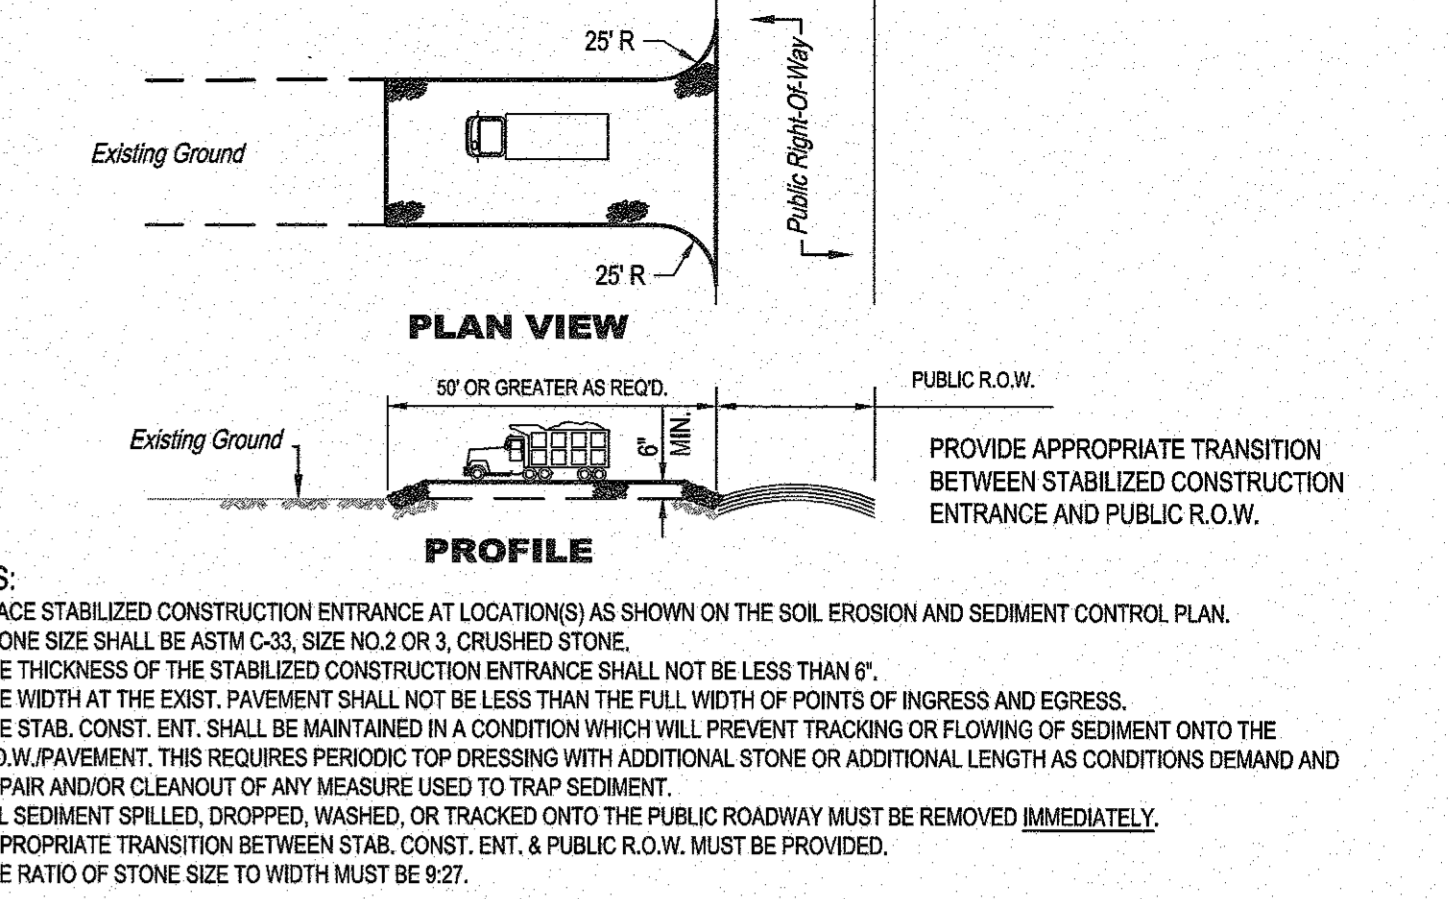 25' R
Existing Ground
Public Right-Of-Way
25' R
PLAN VIEW
50' OR GREATER AS REQ'D.
PUBLIC R.O.W.
Existing Ground
6" MIN.
PROVIDE APPROPRIATE TRANSITION
BETWEEN STABILIZED CONSTRUCTION
ENTRANCE AND PUBLIC R.O.W.
PROFILE
S:
ACE STABILIZED CONSTRUCTION ENTRANCE AT LOCATION(S) AS SHOWN ON THE SOIL EROSION AND SEDIMENT CONTROL PLAN.
ONE SIZE SHALL BE ASTM C-33, SIZE NO.2 OR 3, CRUSHED STONE.
E THICKNESS OF THE STABILIZED CONSTRUCTION ENTRANCE SHALL NOT BE LESS THAN 6".
E WIDTH AT THE EXIST. PAVEMENT SHALL NOT BE LESS THAN THE FULL WIDTH OF POINTS OF INGRESS AND EGRESS.
E STAB. CONST. ENT. SHALL BE MAINTAINED IN A CONDITION WHICH WILL PREVENT TRACKING OR FLOWING OF SEDIMENT ONTO THE
O.W./PAVEMENT. THIS REQUIRES PERIODIC TOP DRESSING WITH ADDITIONAL STONE OR ADDITIONAL LENGTH AS CONDITIONS DEMAND AND
PAIR AND/OR CLEANOUT OF ANY MEASURE USED TO TRAP SEDIMENT.
L SEDIMENT SPILLED, DROPPED, WASHED, OR TRACKED ONTO THE PUBLIC ROADWAY MUST BE REMOVED IMMEDIATELY.
PROPRIATE TRANSITION BETWEEN STAB. CONST. ENT. & PUBLIC R.O.W. MUST BE PROVIDED.
E RATIO OF STONE SIZE TO WIDTH MUST BE 9:27.